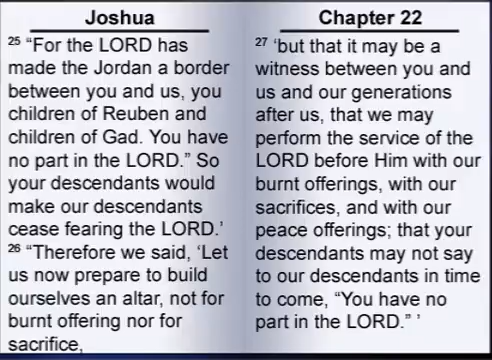 Joshua
²⁵ “For the LORD has
made the Jordan a border
between you and us, you
children of Reuben and
children of Gad. You have
no part in the LORD.” So
your descendants would
make our descendants
cease fearing the LORD.’
²⁶ “Therefore we said, ‘Let
us now prepare to build
ourselves an altar, not for
burnt offering nor for
sacrifice,
Chapter 22
²⁷ ‘but that it may be a
witness between you and
us and our generations
after us, that we may
perform the service of the
LORD before Him with our
burnt offerings, with our
sacrifices, and with our
peace offerings; that your
descendants may not say
to our descendants in time
to come, “You have no
part in the LORD.” ’